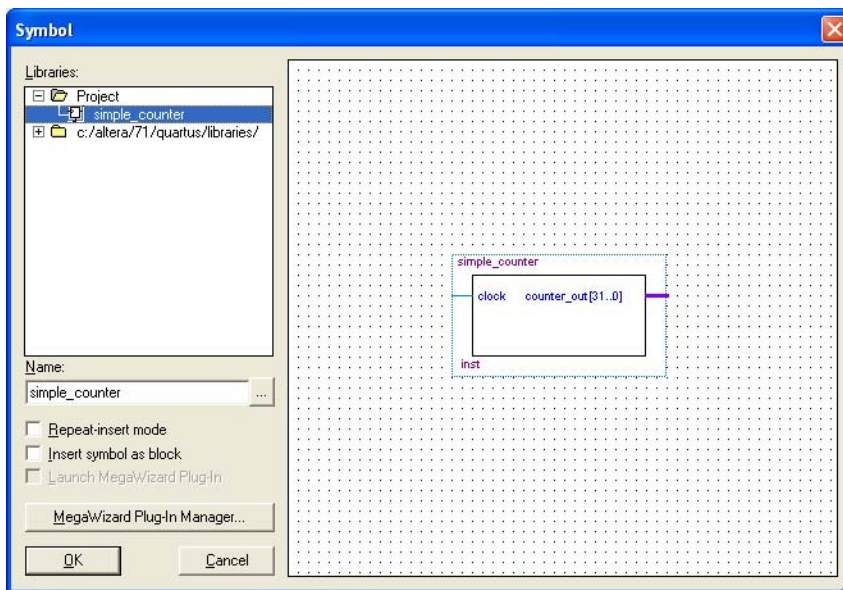 Symbol
Libraries:
Project
simple_counter
c:/altera/71/quartus/libraries/
Name:
simple_counter
...
Repeat-insert mode
Insert symbol as block
Launch MegaWizard Plug-In
MegaWizard Plug-In Manager...
OK
Cancel
simple_counter
clock counter_out[31..0]
inst